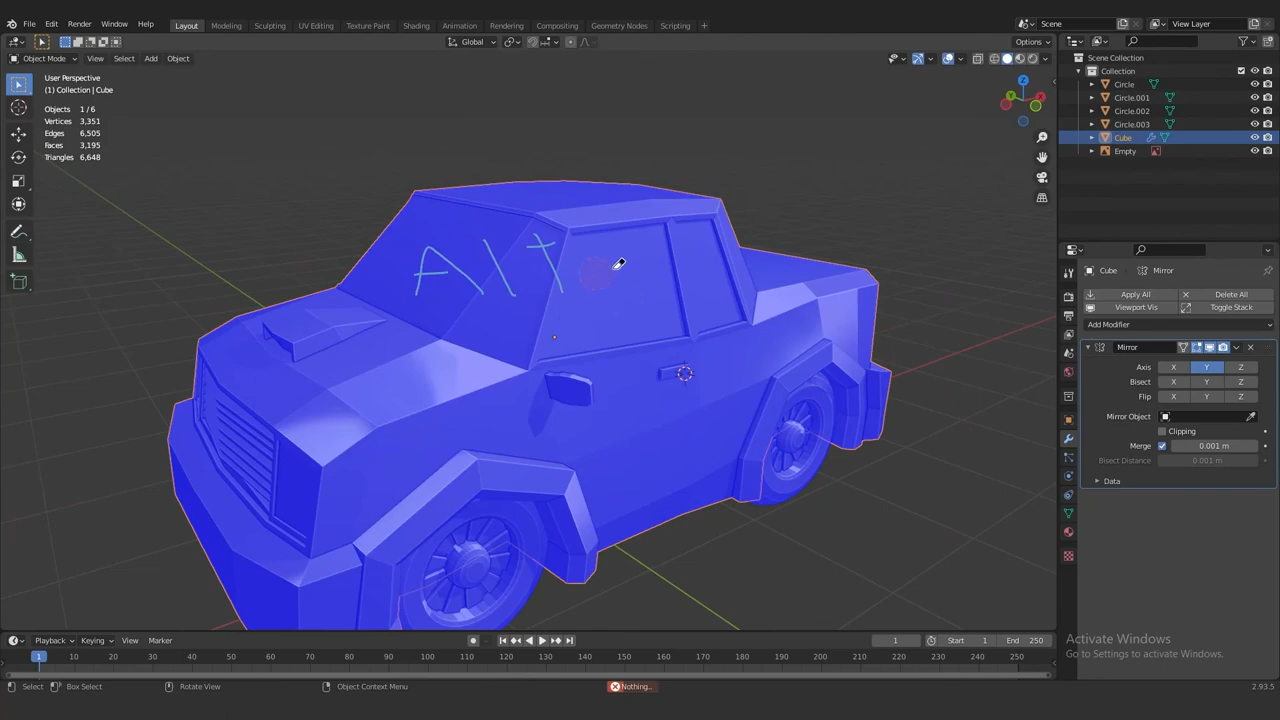 File Edit Render Window Help Layout Modeling Sculpting UV Editing Texture Paint Shading Animation Rendering Compositing Geometry Nodes Scripting + Scene View Layer
Global Options
Object Mode View Select Add Object
User Perspective
(1) Collection | Cube
Objects 1 / 6
Vertices 3,351
Edges 6,505
Faces 3,195
Triangles 6,648
Z
Y X
Scene Collection
Collection
Circle
Circle.001
Circle.002
Circle.003
Cube
Empty
Cube Mirror
Apply All Delete All
Viewport Vis Toggle Stack
Add Modifier
Mirror
Axis X Y Z
Bisect X Y Z
Flip X Y Z
Mirror Object
Clipping
Merge 0.001 m
Bisect Distance 0.001 m
Data
Activate Windows
Go to Settings to activate Windows.
Playback Keying View Marker 1 Start 1 End 250
1 10 20 30 40 50 60 70 80 90 100 110 120 130 140 150 160 170 180 190 200 210 220 230 240 250
Select Box Select Rotate View Object Context Menu Nothing... 2.93.5